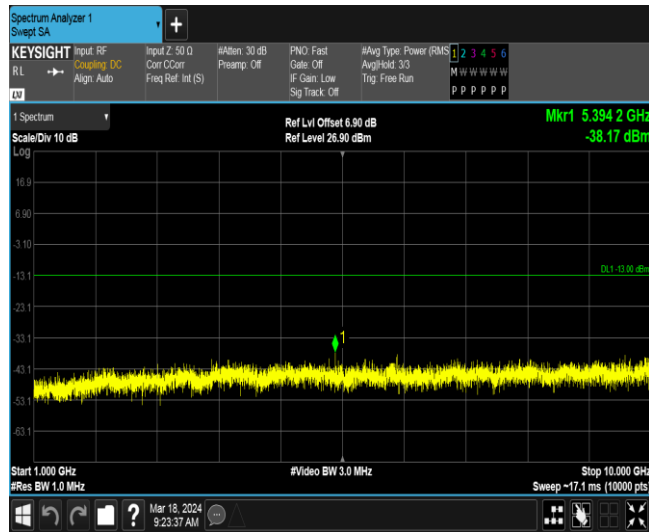 Spectrum Analyzer 1
Swept SA
KEYSIGHT
RL
LXI
Input: RF
Coupling: DC
Align: Auto
Input Z: 50 Ω
Corr CCorr
Freq Ref: Int (S)
#Atten: 30 dB
Preamp: Off
PNO: Fast
Gate: Off
IF Gain: Low
Sig Track: Off
#Avg Type: Power (RMS
Avg|Hold: 3/3
Trig: Free Run
1 2 3 4 5 6
M W W W W W
P P P P P P
1 Spectrum
Scale/Div 10 dB
Log
Ref Lvl Offset 6.90 dB
Ref Level 26.90 dBm
Mkr1 5.394 2 GHz
-38.17 dBm
16.9
6.90
-3.10
-13.1
DL1 -13.00 dBm
-23.1
-33.1
1
-43.1
-53.1
-63.1
Start 1.000 GHz
#Res BW 1.0 MHz
#Video BW 3.0 MHz
Stop 10.000 GHz
Sweep ~17.1 ms (10000 pts)
?
Mar 18, 2024
9:23:37 AM